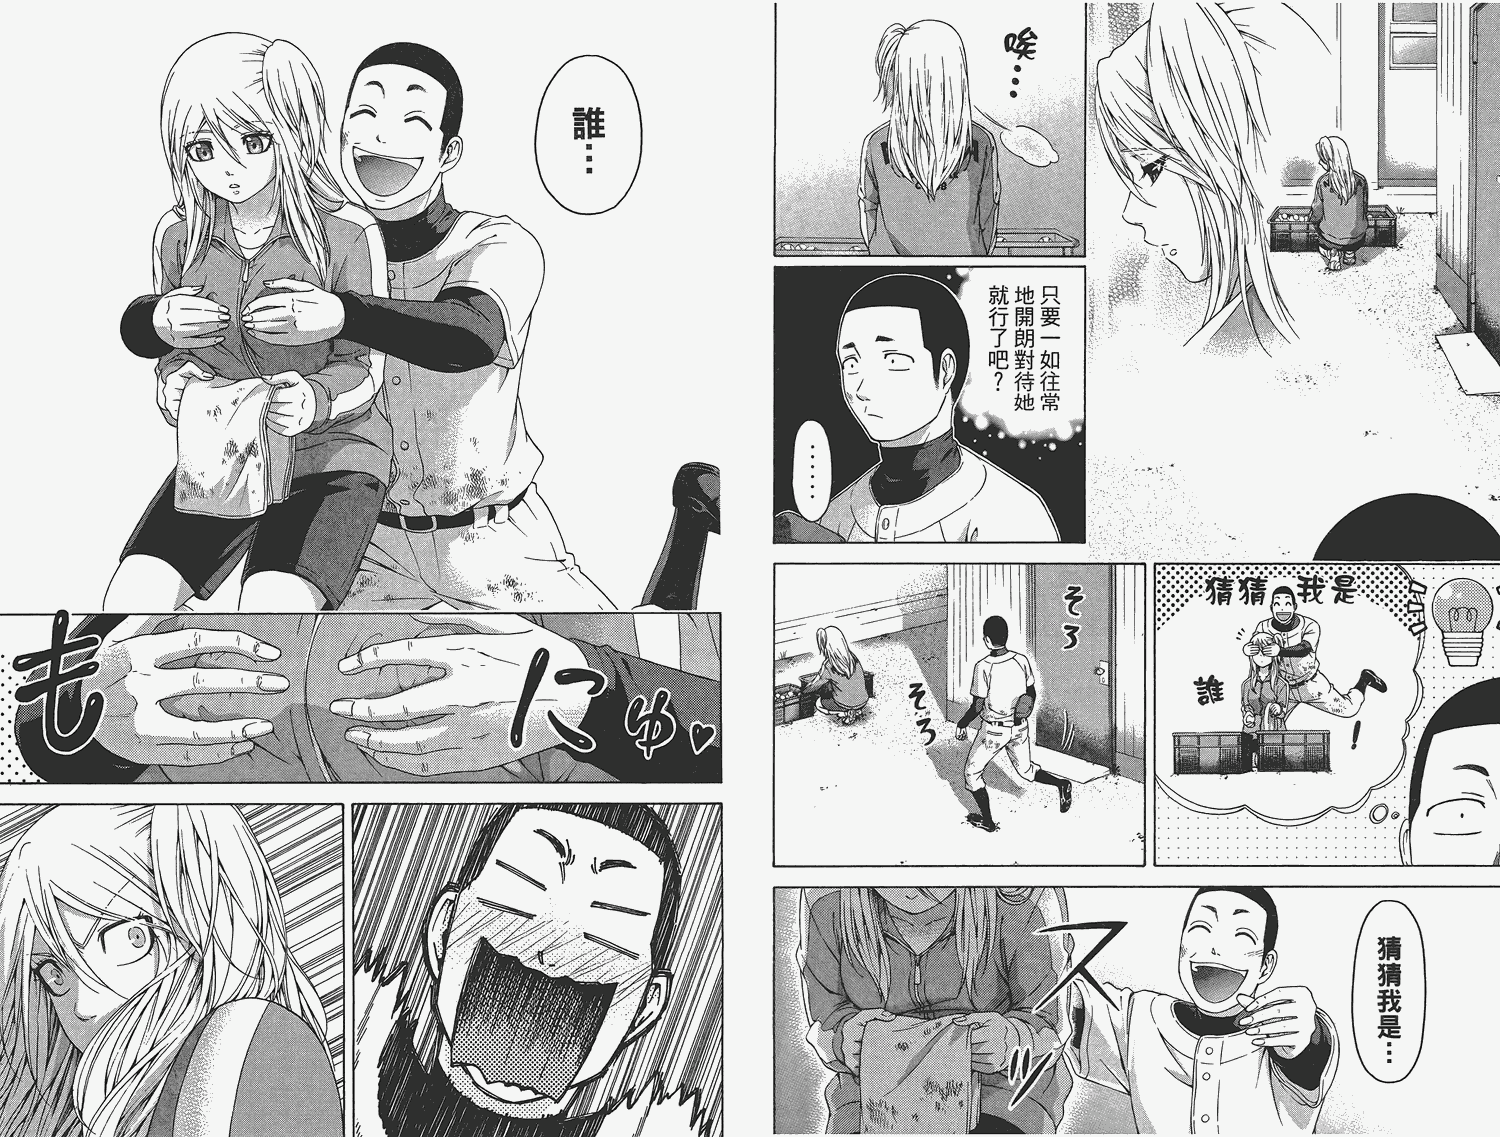 唉…
只要一如往常
地開朗對待她
就行了吧？
……
猜猜我是
誰
！
そろ
そろ
猜猜我是…
スッ
誰…
もにゅ♥